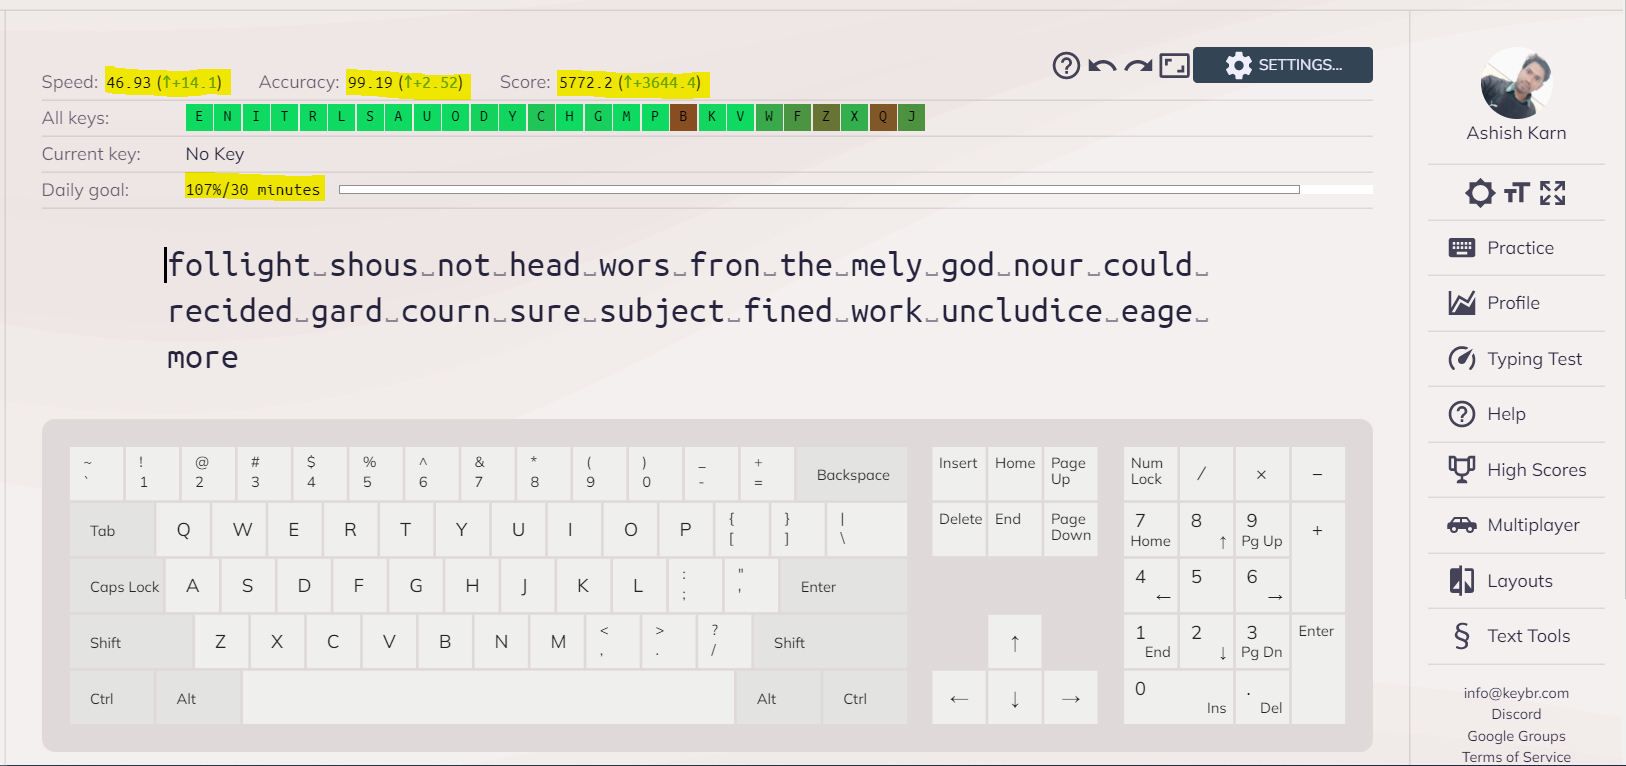 Speed: 46.93 (↑+14.1) Accuracy: 99.19 (↑+2.52) Score: 5772.2 (↑+3644.4)
SETTINGS...
All keys: E N I T R L S A U O D Y C H G M P B K V W F Z X Q J
Current key: No Key
Daily goal: 107%/30 minutes
follight␣shous␣not␣head␣wors␣fron␣the␣mely␣god␣nour␣could␣
recided␣gard␣courn␣sure␣subject␣fined␣work␣uncludice␣eage␣
more
~ ` ! 1 @ 2 # 3 $ 4 % 5 ^ 6 & 7 * 8 ( 9 ) 0 _ - + = Backspace
Tab Q W E R T Y U I O P { [ } ] | \
Caps Lock A S D F G H J K L : ; " ' Enter
Shift Z X C V B N M < , > . ? / Shift
Ctrl Alt Alt Ctrl
Insert Home Page Up
Delete End Page Down
↑
← ↓ →
Num Lock / × −
7 Home 8 ↑ 9 Pg Up +
4 ← 5 6 →
1 End 2 ↓ 3 Pg Dn Enter
0 Ins . Del
Ashish Karn
TT
Practice
Profile
Typing Test
Help
High Scores
Multiplayer
Layouts
§ Text Tools
info@keybr.com
Discord
Google Groups
Terms of Service